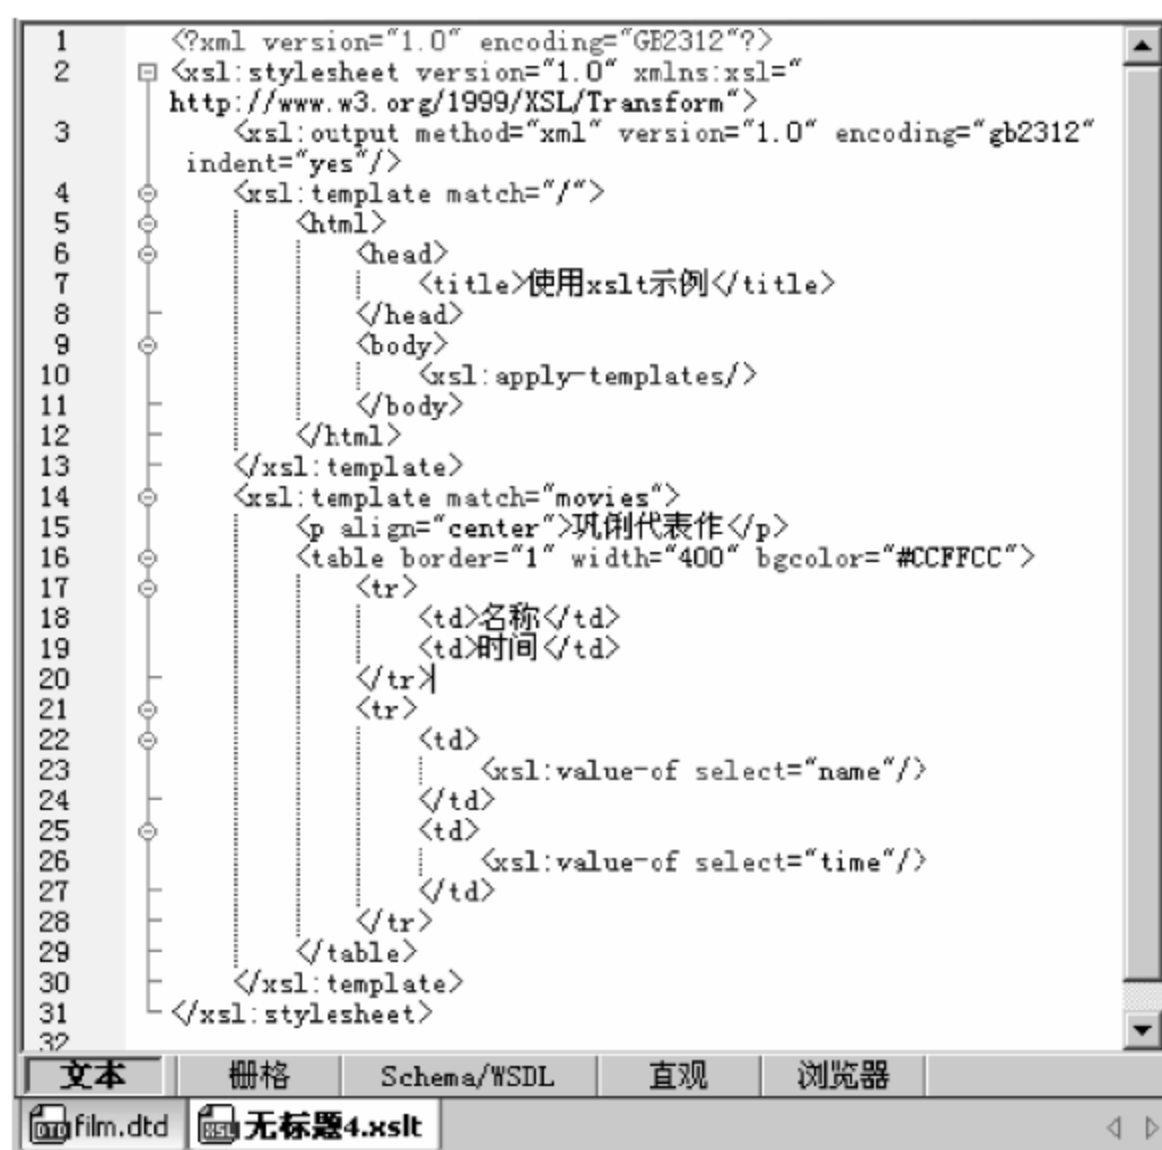 1 <?xml version="1.0" encoding="GB2312"?>
2 <xsl:stylesheet version="1.0" xmlns:xsl="
http://www.w3.org/1999/XSL/Transform">
3 <xsl:output method="xml" version="1.0" encoding="gb2312"
indent="yes"/>
4 <xsl:template match="/">
5 <html>
6 <head>
7 <title>使用xslt示例</title>
8 </head>
9 <body>
10 <xsl:apply-templates/>
11 </body>
12 </html>
13 </xsl:template>
14 <xsl:template match="movies">
15 <p align="center">巩俐代表作</p>
16 <table border="1" width="400" bgcolor="#CCFFCC">
17 <tr>
18 <td>名称</td>
19 <td>时间</td>
20 </tr>
21 <tr>
22 <td>
23 <xsl:value-of select="name"/>
24 </td>
25 <td>
26 <xsl:value-of select="time"/>
27 </td>
28 </tr>
29 </table>
30 </xsl:template>
31 </xsl:stylesheet>
32
文本 栅格 Schema/WSDL 直观 浏览器
DTD film.dtd XSL 无标题4.xslt